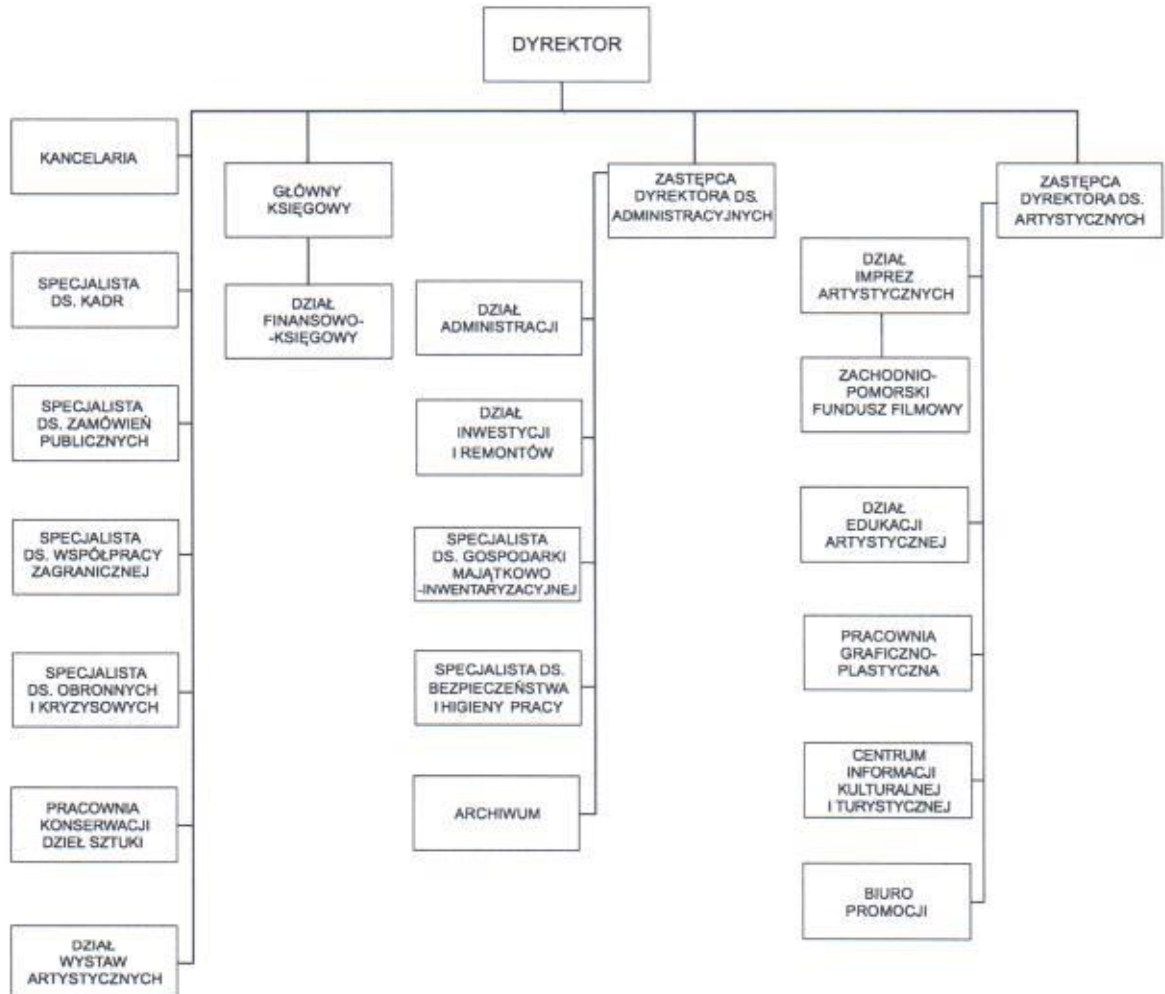 DYREKTOR
KANCELARIA
SPECJALISTA
DS. KADR
SPECJALISTA
DS. ZAMÓWIEŃ
PUBLICZNYCH
SPECJALISTA
DS. WSPÓŁPRACY
ZAGRANICZNEJ
SPECJALISTA
DS. OBRONNYCH
I KRYZYSOWYCH
PRACOWNIA
KONSERWACJI
DZIEŁ SZTUKI
DZIAŁ
WYSTAW
ARTYSTYCZNYCH
GŁÓWNY
KSIĘGOWY
DZIAŁ
FINANSOWO-
-KSIĘGOWY
ZASTĘPCA
DYREKTORA DS.
ADMINISTRACYJNYCH
DZIAŁ
ADMINISTRACJI
DZIAŁ
INWESTYCJI
I REMONTÓW
SPECJALISTA
DS. GOSPODARKI
MAJĄTKOWO
-INWENTARYZACYJNEJ
SPECJALISTA DS.
BEZPIECZEŃSTWA
I HIGIENY PRACY
ARCHIWUM
ZASTĘPCA
DYREKTORA DS.
ARTYSTYCZNYCH
DZIAŁ
IMPREZ
ARTYSTYCZNYCH
ZACHODNIO-
POMORSKI
FUNDUSZ FILMOWY
DZIAŁ
EDUKACJI
ARTYSTYCZNEJ
PRACOWNIA
GRAFICZNO-
PLASTYCZNA
CENTRUM
INFORMACJI
KULTURALNEJ
I TURYSTYCZNEJ
BIURO
PROMOCJI